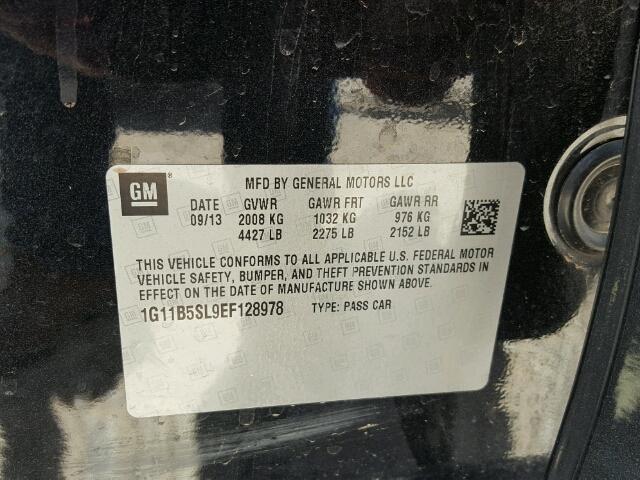 GM®
MFD BY GENERAL MOTORS LLC
DATE GVWR GAWR FRT GAWR RR
09/13 2008 KG 1032 KG 976 KG
4427 LB 2275 LB 2152 LB
THIS VEHICLE CONFORMS TO ALL APPLICABLE U.S. FEDERAL MOTOR
VEHICLE SAFETY, BUMPER, AND THEFT PREVENTION STANDARDS IN
EFFECT ON THE DATE OF MANUFACTURE SHOWN ABOVE.
1G11B5SL9EF128978 TYPE: PASS CAR